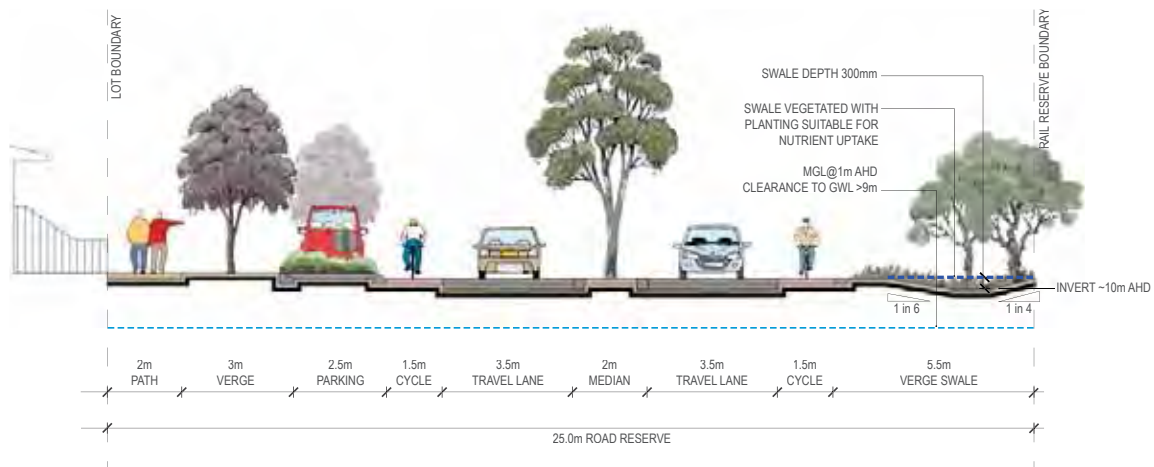 LOT BOUNDARY
RAIL RESERVE BOUNDARY
SWALE DEPTH 300mm
SWALE VEGETATED WITH
PLANTING SUITABLE FOR
NUTRIENT UPTAKE
MGL@1m AHD
CLEARANCE TO GWL >9m
INVERT ~10m AHD
1 in 6
1 in 4
2m
PATH
3m
VERGE
2.5m
PARKING
1.5m
CYCLE
3.5m
TRAVEL LANE
2m
MEDIAN
3.5m
TRAVEL LANE
1.5m
CYCLE
5.5m
VERGE SWALE
25.0m ROAD RESERVE